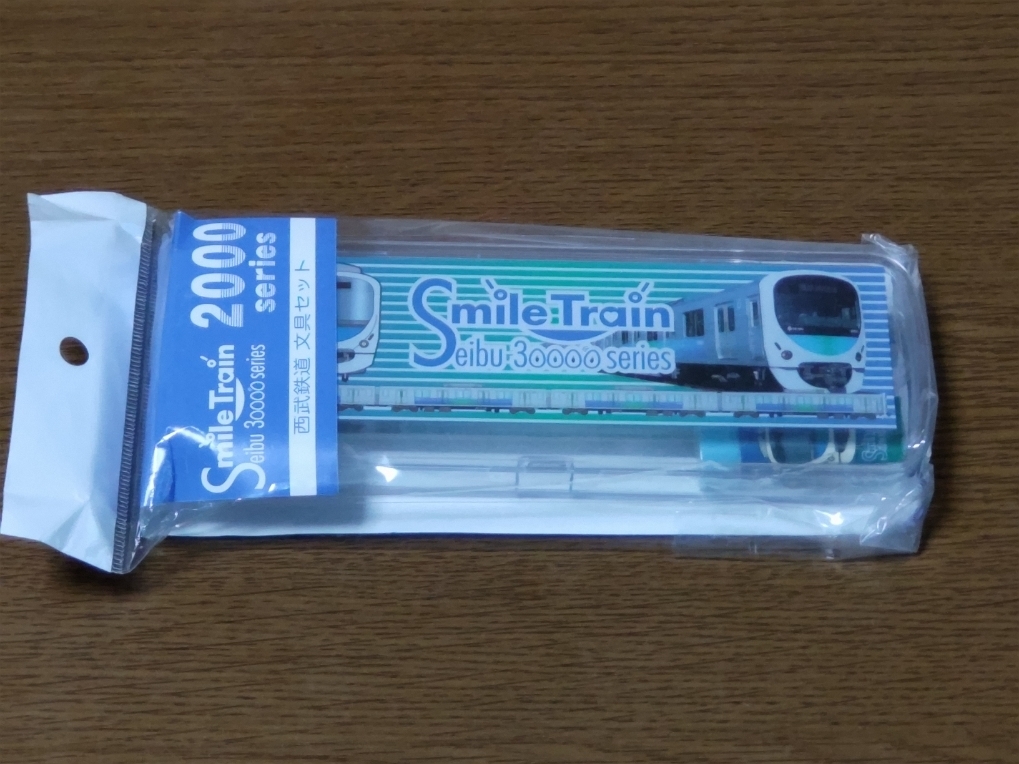 2000
series
Smile Train
Seibu 30000 series
西武鉄道 文具セット
Smile Train
Seibu 30000 series